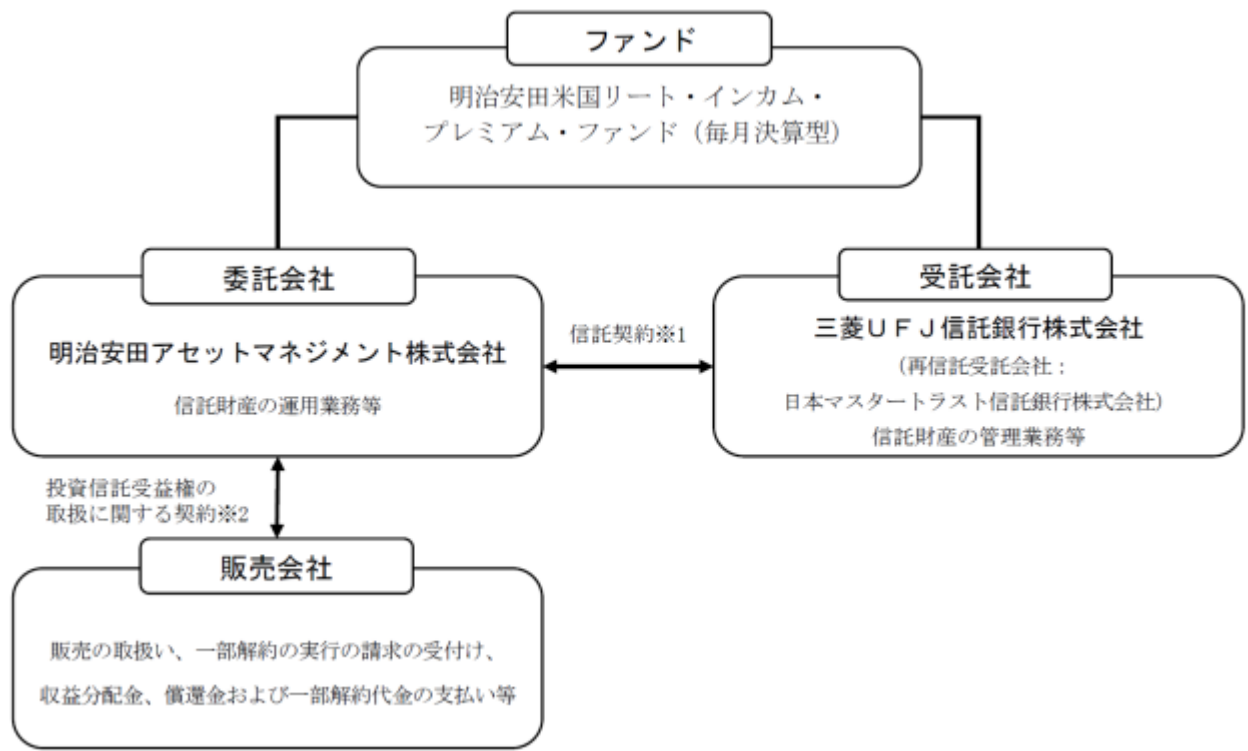 ファンド
明治安田米国リート・インカム・
プレミアム・ファンド（毎月決算型）
委託会社
明治安田アセットマネジメント株式会社
信託財産の運用業務等
信託契約※1
受託会社
三菱ＵＦＪ信託銀行株式会社
（再信託受託会社：
日本マスタートラスト信託銀行株式会社）
信託財産の管理業務等
投資信託受益権の
取扱に関する契約※2
販売会社
販売の取扱い、一部解約の実行の請求の受付け、
収益分配金、償還金および一部解約代金の支払い等